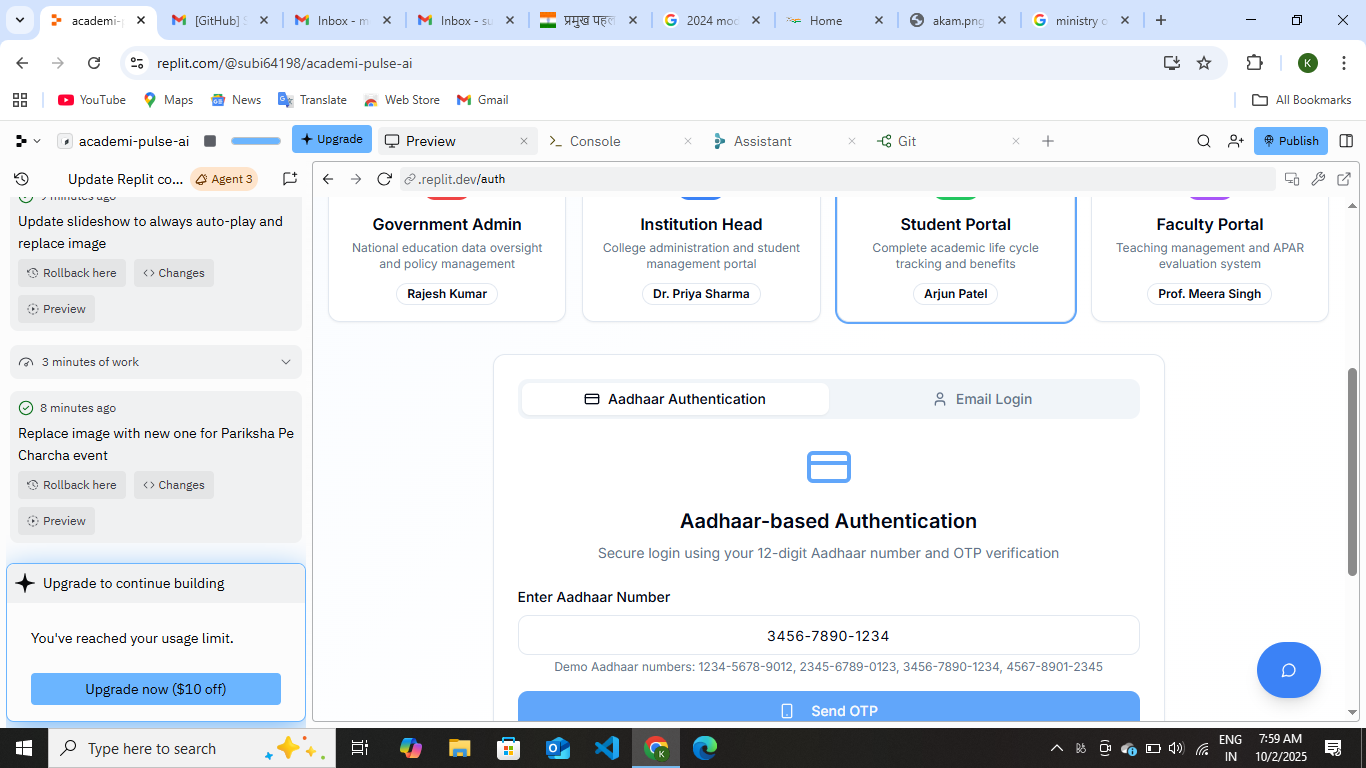 academi-
[GitHub] S
Inbox - m
Inbox - su
प्रमुख पहल
2024 moc
Home
akam.png
ministry o
replit.com/@subi64198/academi-pulse-ai
K
YouTube
Maps
News
Translate
Web Store
Gmail
All Bookmarks
academi-pulse-ai
Upgrade
Preview
Console
Assistant
Git
Publish
Update Replit co...
Agent 3
.replit.dev/auth
9 minutes ago
Update slideshow to always auto-play and
replace image
Rollback here
Changes
Preview
3 minutes of work
8 minutes ago
Replace image with new one for Pariksha Pe
Charcha event
Rollback here
Changes
Preview
Upgrade to continue building
You've reached your usage limit.
Upgrade now ($10 off)
Government Admin
National education data oversight
and policy management
Rajesh Kumar
Institution Head
College administration and student
management portal
Dr. Priya Sharma
Student Portal
Complete academic life cycle
tracking and benefits
Arjun Patel
Faculty Portal
Teaching management and APAR
evaluation system
Prof. Meera Singh
Aadhaar Authentication
Email Login
Aadhaar-based Authentication
Secure login using your 12-digit Aadhaar number and OTP verification
Enter Aadhaar Number
3456-7890-1234
Demo Aadhaar numbers: 1234-5678-9012, 2345-6789-0123, 3456-7890-1234, 4567-8901-2345
Send OTP
Type here to search
K
ENG
IN
7:59 AM
10/2/2025